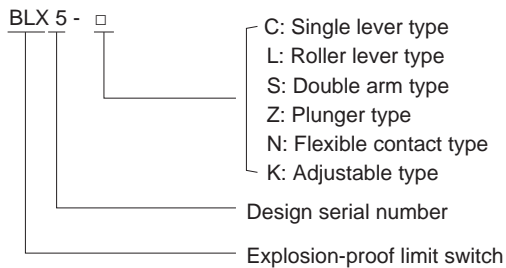 BLX 5 - □
C: Single lever type
L: Roller lever type
S: Double arm type
Z: Plunger type
N: Flexible contact type
K: Adjustable type
Design serial number
Explosion-proof limit switch